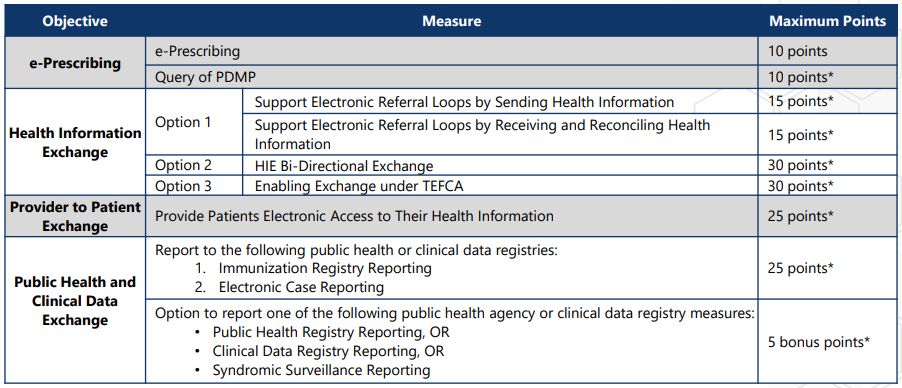 Objective Measure Maximum Points
e-Prescribing
e-Prescribing 10 points
Query of PDMP 10 points*
Health Information
Exchange
Option 1
Support Electronic Referral Loops by Sending Health Information 15 points*
Support Electronic Referral Loops by Receiving and Reconciling Health
Information
15 points*
Option 2 HIE Bi-Directional Exchange 30 points*
Option 3 Enabling Exchange under TEFCA 30 points*
Provider to Patient
Exchange
Provide Patients Electronic Access to Their Health Information 25 points*
Public Health and
Clinical Data
Exchange
Report to the following public health or clinical data registries:
1. Immunization Registry Reporting
2. Electronic Case Reporting
25 points*
Option to report one of the following public health agency or clinical data registry measures:
• Public Health Registry Reporting, OR
• Clinical Data Registry Reporting, OR
• Syndromic Surveillance Reporting
5 bonus points*